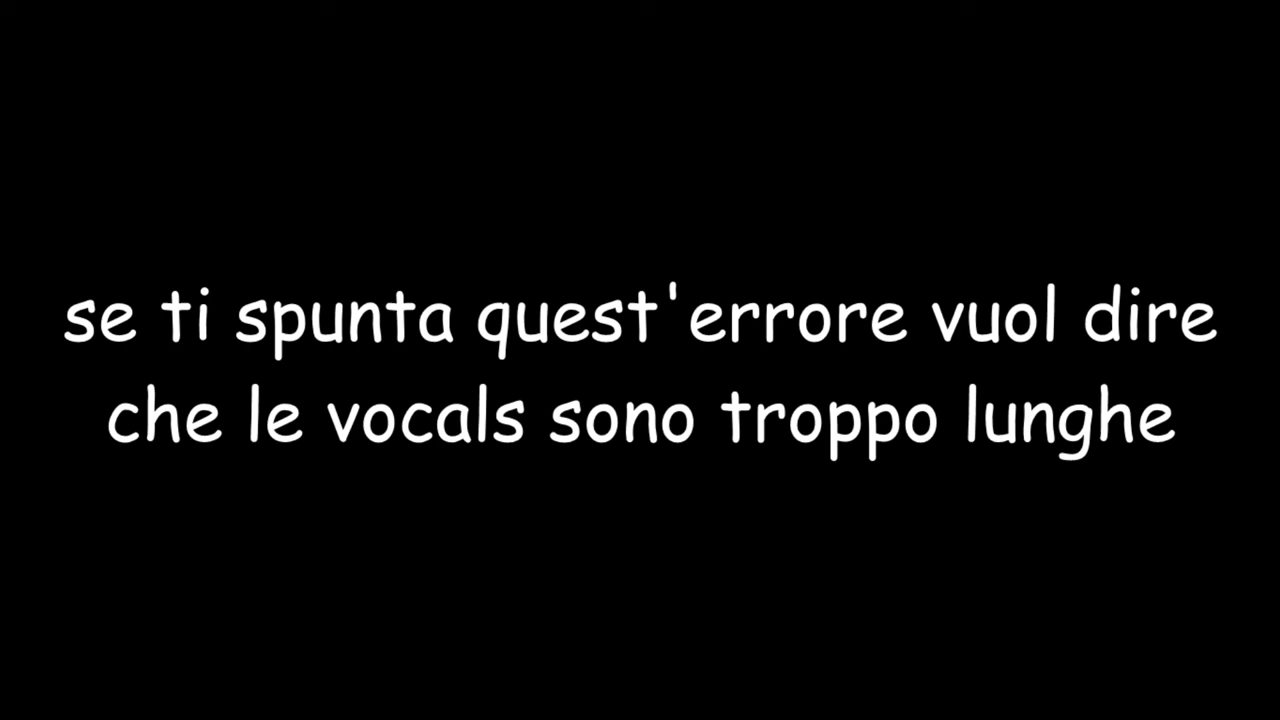 se ti spunta quest'errore vuol dire
che le vocals sono troppo lunghe